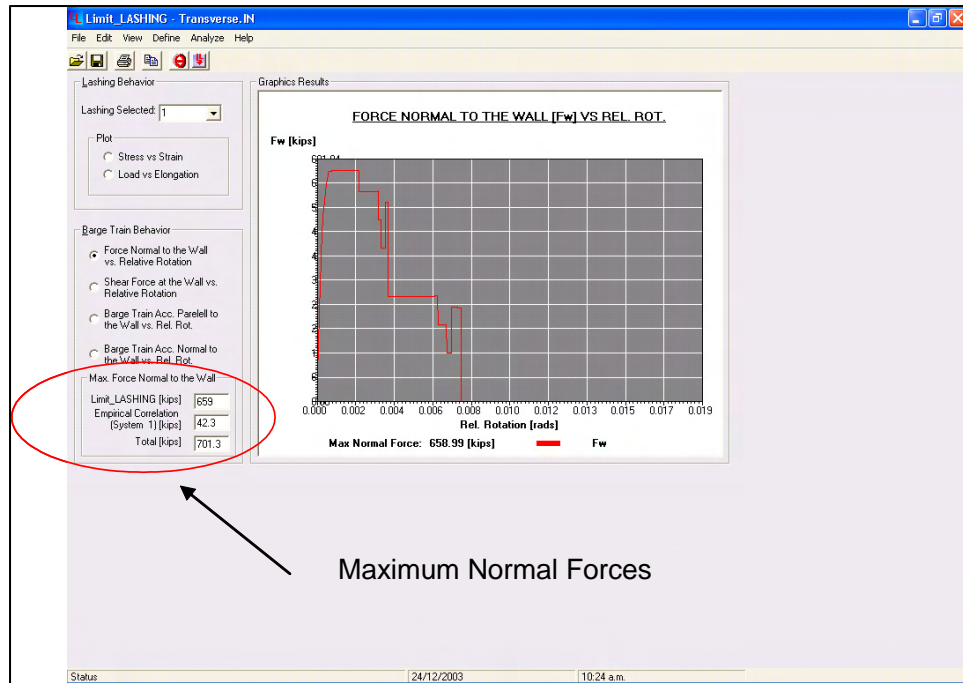 Limit_LASHING - Transverse.IN
File Edit View Define Analyze Help
Lashing Behavior
Lashing Selected: 1
Plot
Stress vs Strain
Load vs Elongation
Barge Train Behavior
Force Normal to the Wall
vs. Relative Rotation
Shear Force at the Wall vs.
Relative Rotation
Barge Train Acc. Parelell to
the Wall vs. Rel. Rot.
Barge Train Acc. Normal to
the Wall vs. Rel. Rot.
Max. Force Normal to the Wall
Limit_LASHING [kips] 659
Empirical Correlation
(System 1) [kips] 42.3
Total [kips] 701.3
Graphics Results
FORCE NORMAL TO THE WALL [Fw] VS REL. ROT.
Fw [kips]
0.000 0.002 0.004 0.006 0.008 0.010 0.012 0.013 0.015 0.017 0.019
Rel. Rotation [rads]
Max Normal Force: 658.99 [kips] Fw
Maximum Normal Forces
Status 24/12/2003 10:24 a.m.